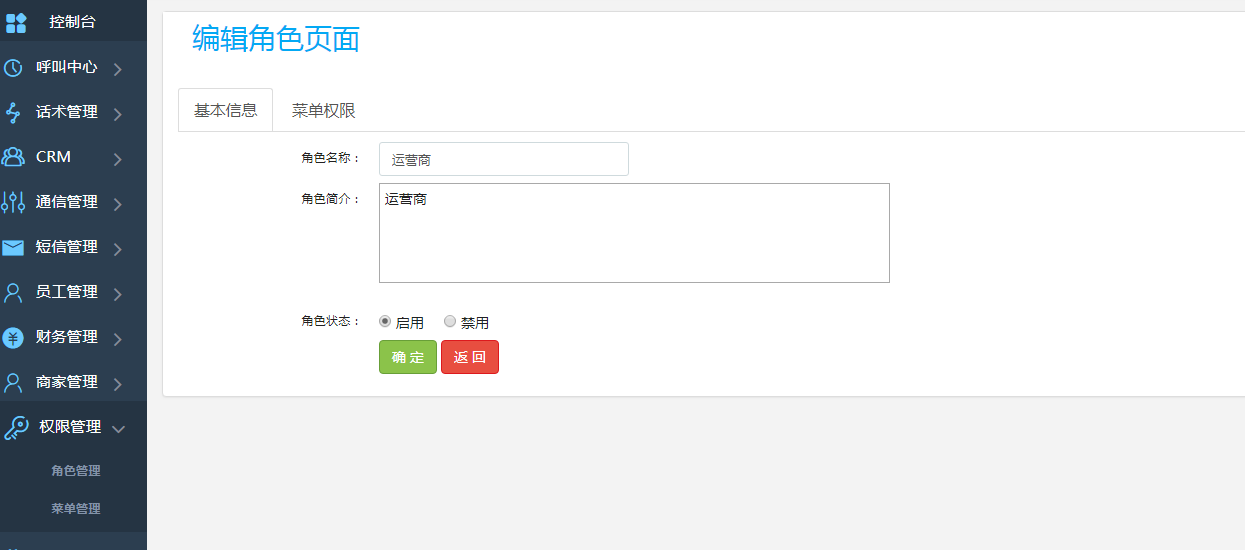 控制台
呼叫中心
话术管理
CRM
通信管理
短信管理
员工管理
财务管理
商家管理
权限管理
角色管理
菜单管理
编辑角色页面
基本信息 菜单权限
角色名称： 运营商
角色简介： 运营商
角色状态： 启用 禁用
确 定 返 回